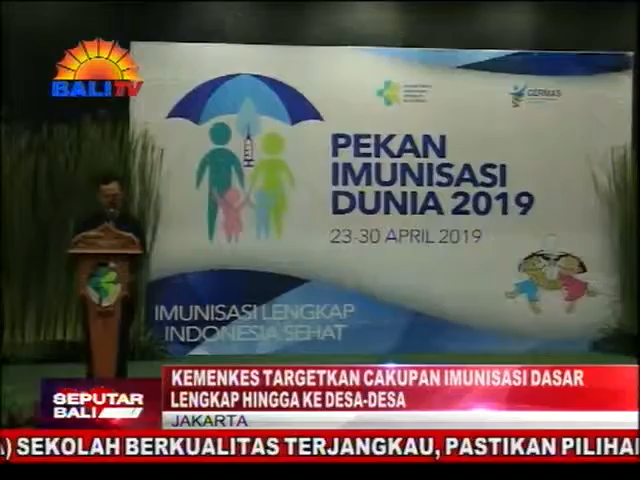 BALI TV
GERMAS
PEKAN
IMUNISASI
DUNIA 2019
23-30 APRIL 2019
IMUNISASI LENGKAP
INDONESIA SEHAT
KEMENKES TARGETKAN CAKUPAN IMUNISASI DASAR
LENGKAP HINGGA KE DESA-DESA
SEPUTAR
BALI
JAKARTA
A) SEKOLAH BERKUALITAS TERJANGKAU, PASTIKAN PILIHA